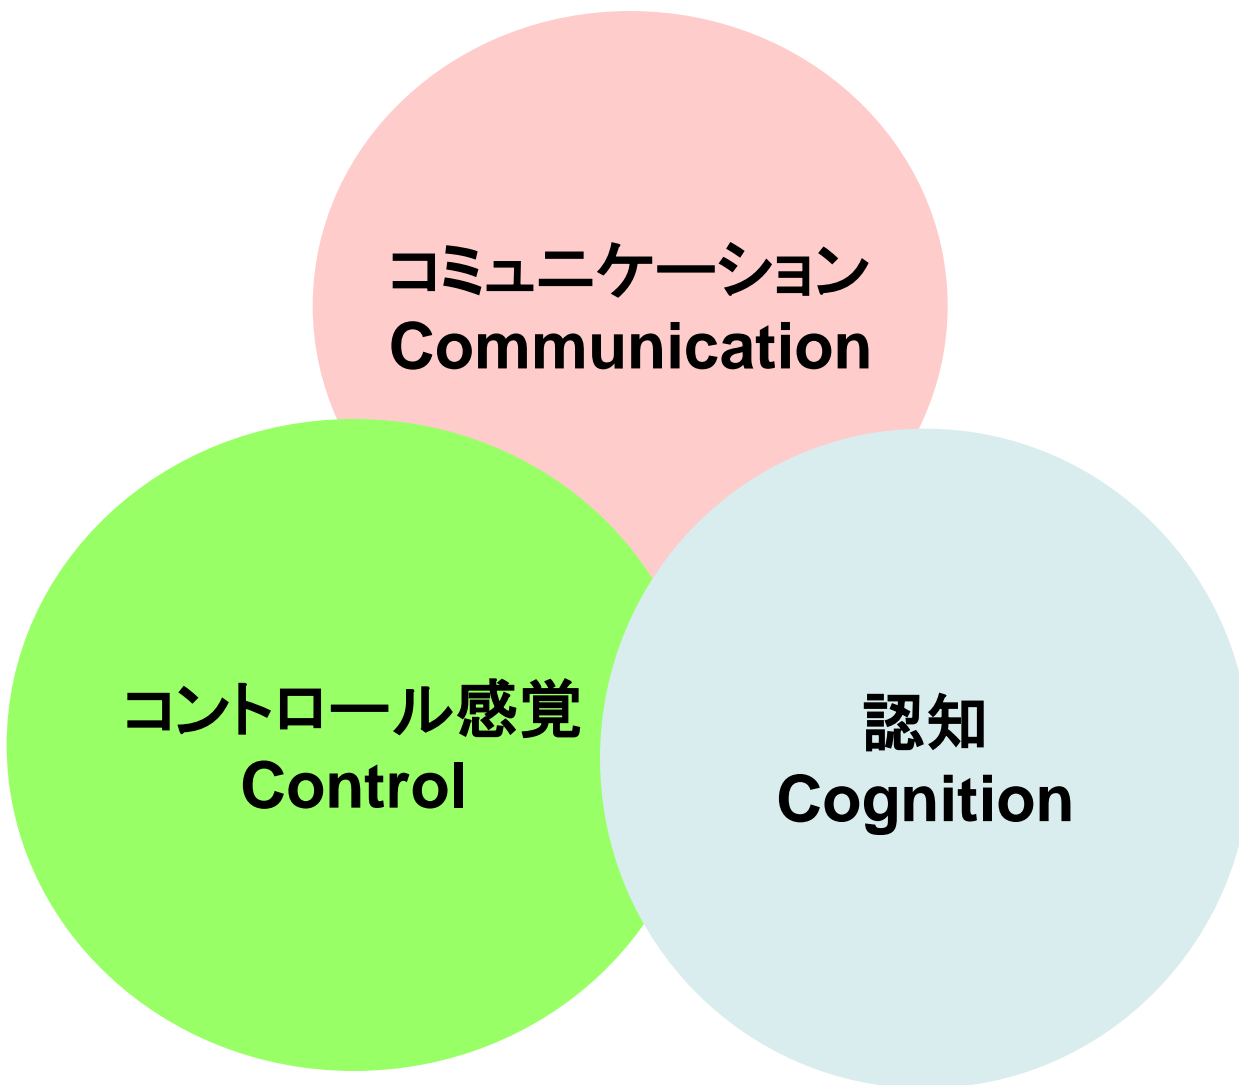 コミュニケーション
Communication
コントロール感覚
Control
認知
Cognition